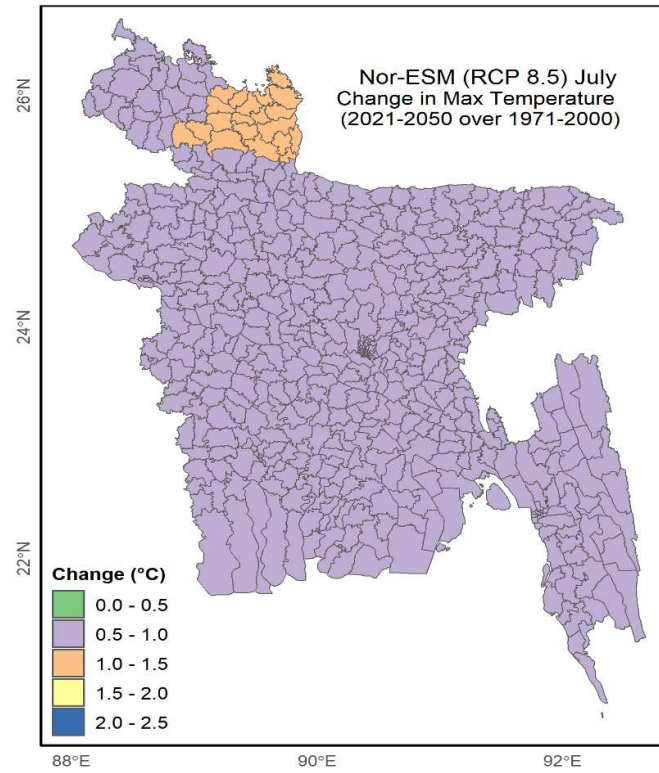 Nor-ESM (RCP 8.5) July
Change in Max Temperature
(2021-2050 over 1971-2000)
26°N
24°N
22°N
Change (°C)
0.0 - 0.5
0.5 - 1.0
1.0 - 1.5
1.5 - 2.0
2.0 - 2.5
88°E
90°E
92°E